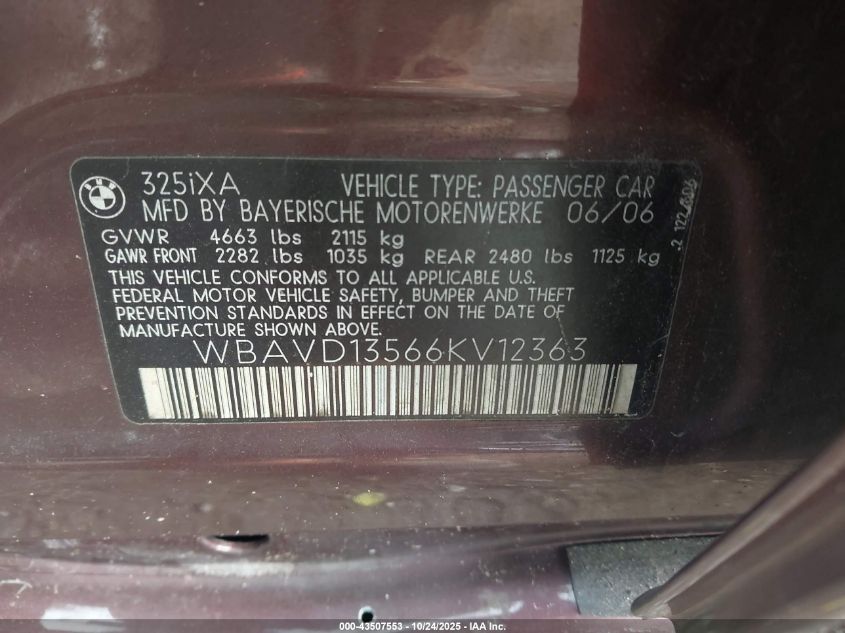 BMW
325iXA VEHICLE TYPE: PASSENGER CAR
MFD BY BAYERISCHE MOTORENWERKE 06/06
GVWR 4663 lbs 2115 kg
GAWR FRONT 2282 lbs 1035 kg REAR 2480 lbs 1125 kg
THIS VEHICLE CONFORMS TO ALL APPLICABLE U.S.
FEDERAL MOTOR VEHICLE SAFETY, BUMPER AND THEFT
PREVENTION STANDARDS IN EFFECT ON THE DATE OF
MANUFACTURE SHOWN ABOVE.
WBAVD13566KV12363
000-43507553 - 10/24/2025 - IAA Inc.